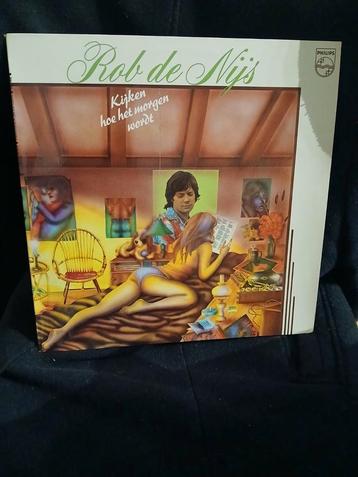 Rob de Nijs
PHILIPS
Kijken
hoe het morgen
wordt